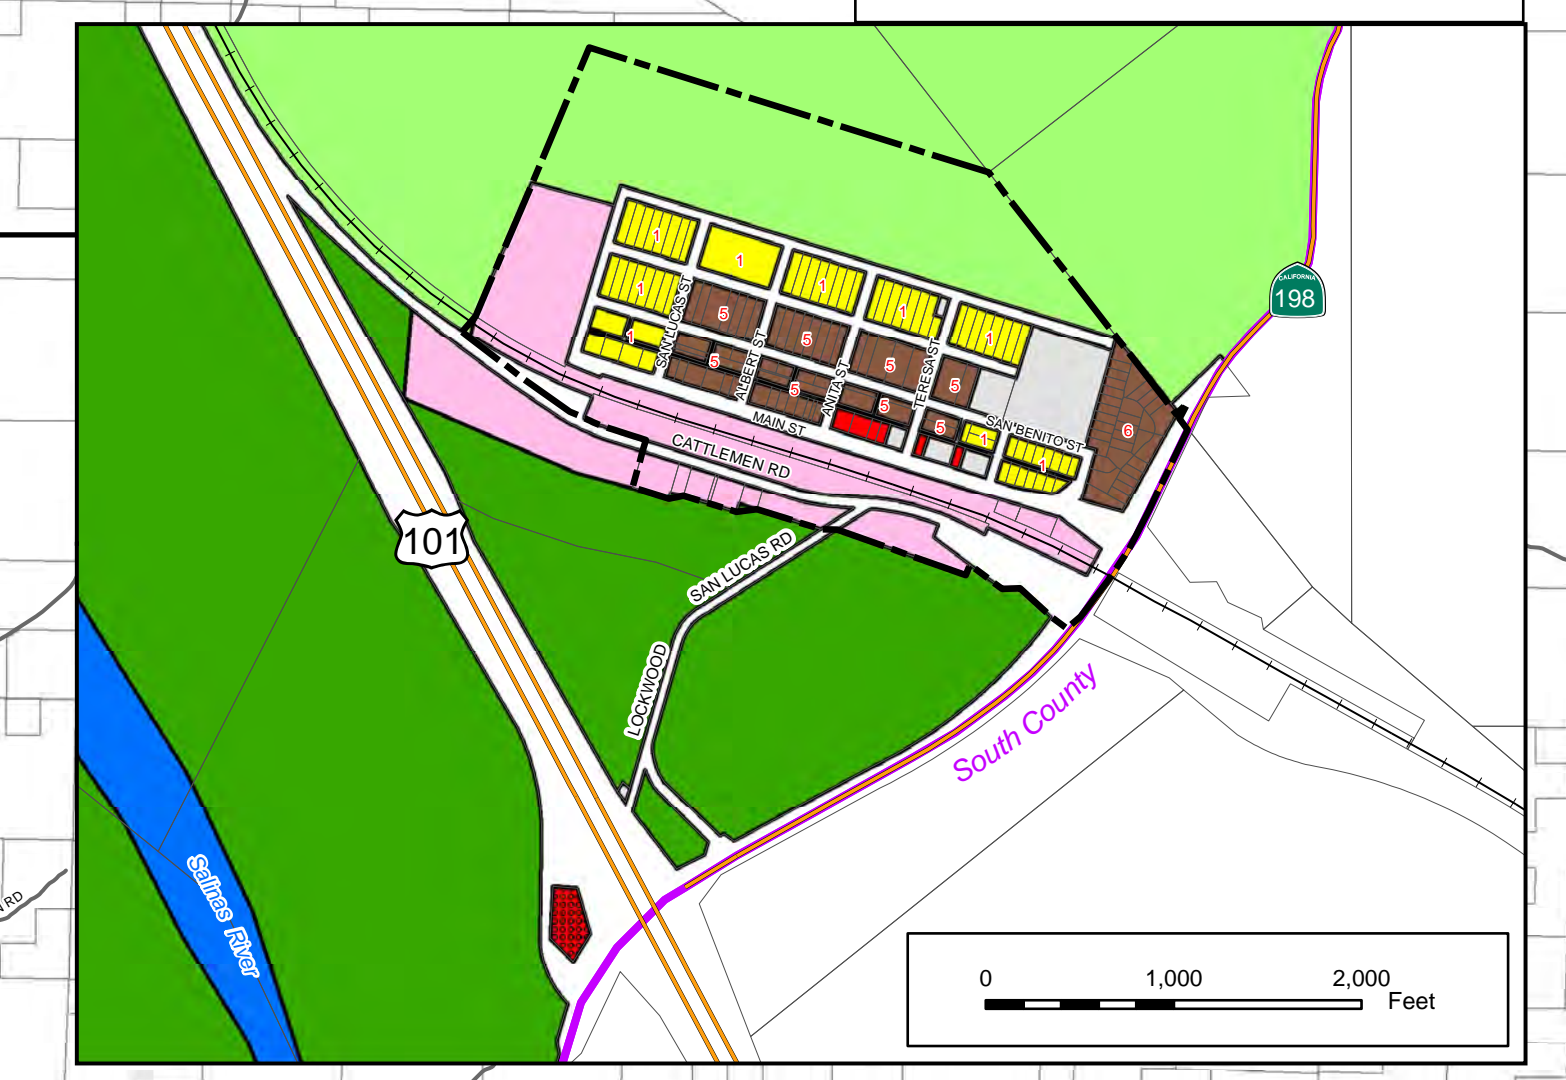 CALIFORNIA
198
1
1
1
1
1
1
1
5
5
5
5
5
5
5
5
6
1
1
SAN LUCAS ST
ALBERT ST
ANITA ST
TERESA ST
SAN BENITO ST
MAIN ST
CATTLEMEN RD
101
SAN LUCAS RD
LOCKWOOD
South County
Salinas River
RD
0 1,000 2,000
Feet